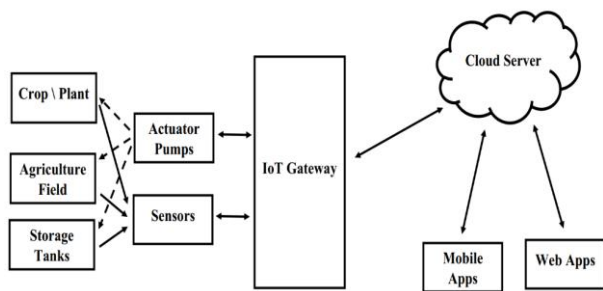 Crop \ Plant
Agriculture
Field
Storage
Tanks
Actuator
Pumps
Sensors
IoT Gateway
Cloud Server
Mobile
Apps
Web Apps